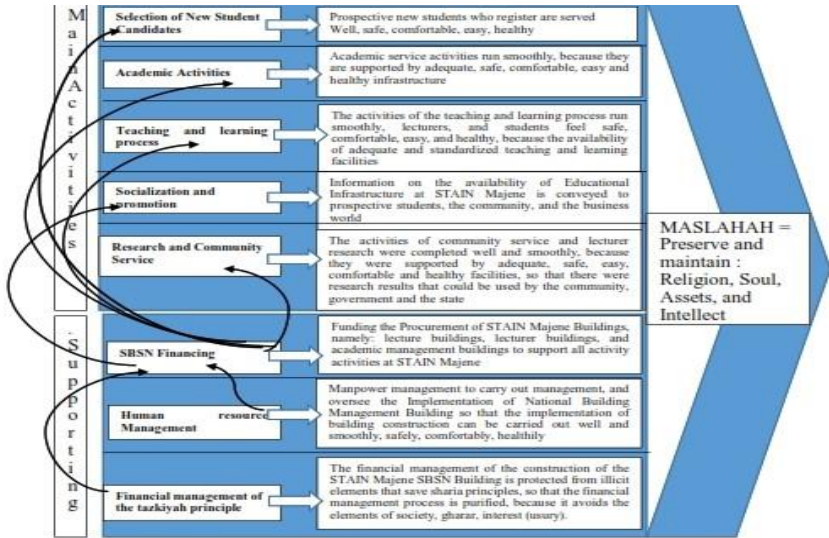 Main Activities
Selection of New Student
Candidates
Prospective new students who register are served
Well, safe, comfortable, easy, healthy
Academic Activities
Academic service activities run smoothly, because they
are supported by adequate, safe, comfortable, easy and
healthy infrastructure
Teaching and learning
process
The activities of the teaching and learning process run
smoothly, lecturers, and students feel safe,
comfortable, easy, and healthy, because the availability
of adequate and standardized teaching and learning
facilities
Socialization and
promotion
Information on the availability of Educational
Infrastructure at STAIN Majene is conveyed to
prospective students, the community, and the business
world
Research and Community
Service
The activities of community service and lecturer
research were completed well and smoothly, because
they were supported by adequate, safe, easy,
comfortable and healthy facilities, so that there were
research results that could be used by the community,
government and the state
. Supporting
SBSN Financing
Funding the Procurement of STAIN Majene Buildings,
namely: lecture buildings, lecturer buildings, and
academic management buildings to support all activity
activities at STAIN Majene
Human resource
Management
Manpower management to carry out management, and
oversee the Implementation of National Building
Management Building so that the implementation of
building construction can be carried out well and
smoothly, safely, comfortably, healthily
Financial management of
the tazkiyah principle
The financial management of the construction of the
STAIN Majene SBSN Building is protected from illicit
elements that save sharia principles, so that the financial
management process is purified, because it avoids the
elements of society, gharar, interest (usury).
MASLAHAH =
Preserve and
maintain :
Religion, Soul,
Assets, and
Intellect